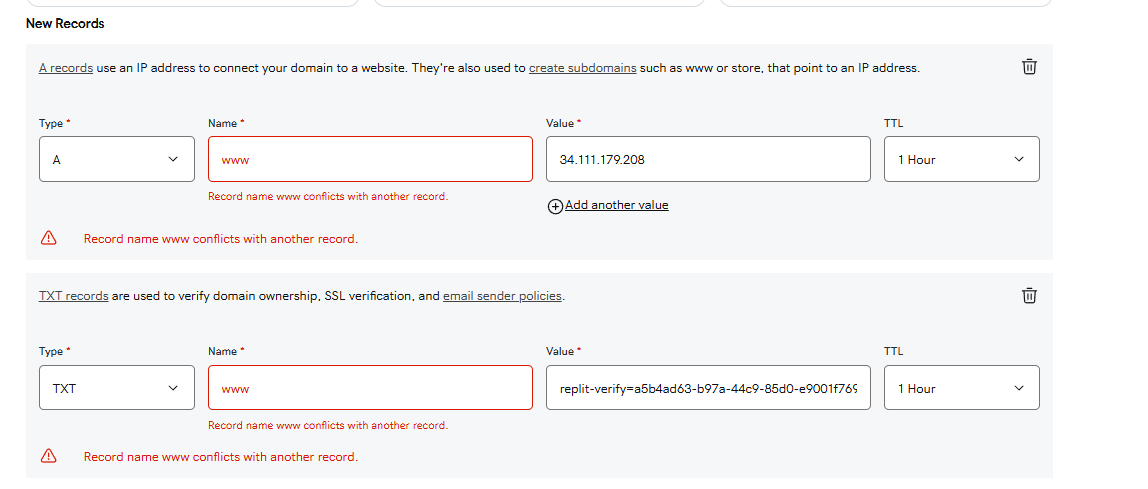 New Records
A records use an IP address to connect your domain to a website. They're also used to create subdomains such as www or store, that point to an IP address.
Type * Name * Value * TTL
A www 34.111.179.208 1 Hour
Record name www conflicts with another record.
Add another value
Record name www conflicts with another record.
TXT records are used to verify domain ownership, SSL verification, and email sender policies.
Type * Name * Value * TTL
TXT www replit-verify=a5b4ad63-b97a-44c9-85d0-e9001f769 1 Hour
Record name www conflicts with another record.
Record name www conflicts with another record.